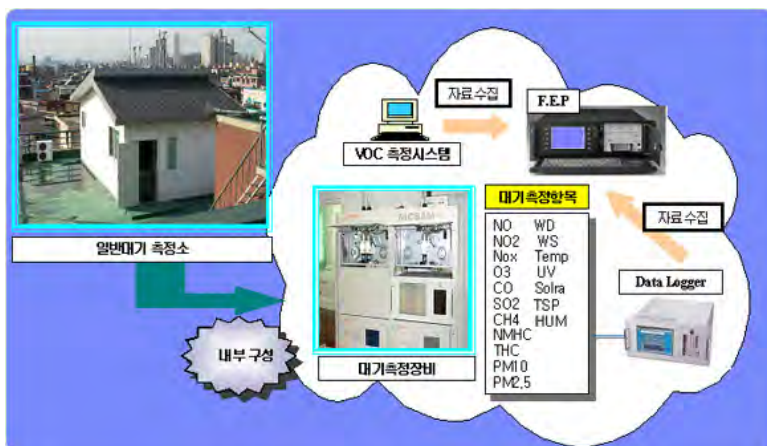 자료수집
F.E.P
VOC 측정시스템
대기측정항목
자료수집
일반대기 측정소
NO WD
NO2 WS
Nox Temp
O3 UV
CO Solra
SO2 TSP
CH4 HUM
NMHC
THC
PM10
PM2,5
Data Logger
내부 구성
대기측정장비